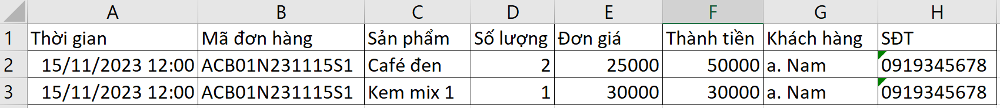 A B C D E F G H
1 Thời gian Mã đơn hàng Sản phẩm Số lượng Đơn giá Thành tiền Khách hàng SĐT
2 15/11/2023 12:00 ACB01N231115S1 Café đen 2 25000 50000 a. Nam 0919345678
3 15/11/2023 12:00 ACB01N231115S1 Kem mix 1 1 30000 30000 a. Nam 0919345678